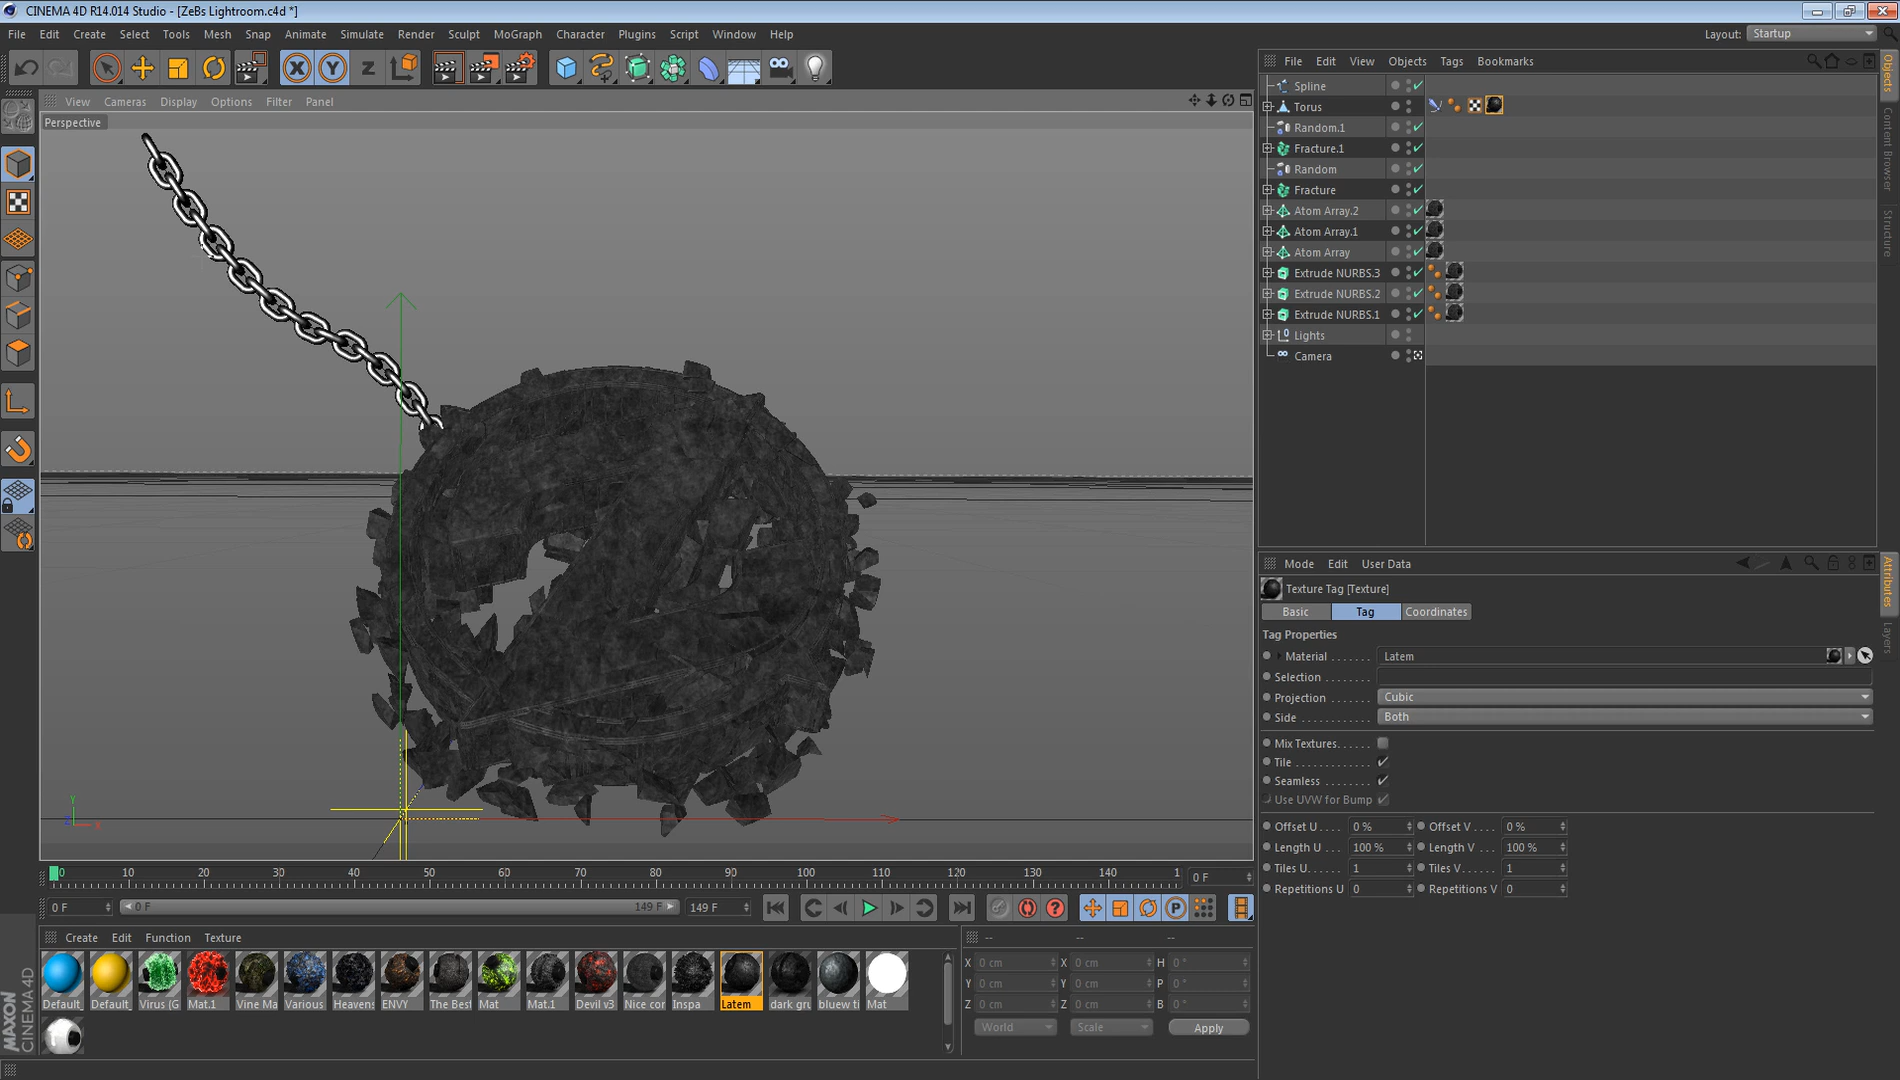 CINEMA 4D R14.014 Studio - [ZeBs Lightroom.c4d *]
File Edit Create Select Tools Mesh Snap Animate Simulate Render Sculpt MoGraph Character Plugins Script Window Help
Layout: Startup
View Cameras Display Options Filter Panel
Perspective
File Edit View Objects Tags Bookmarks
Spline
Torus
Random.1
Fracture.1
Random
Fracture
Atom Array.2
Atom Array.1
Atom Array
Extrude NURBS.3
Extrude NURBS.2
Extrude NURBS.1
Lights
Camera
Objects
Content Browser
Structure
Mode Edit User Data
Texture Tag [Texture]
Basic Tag Coordinates
Tag Properties
Material . . . . . . . Latem
Selection . . . . . . .
Projection . . . . . . Cubic
Side . . . . . . . . . . . Both
Mix Textures. . . . . .
Tile . . . . . . . . . . . .
Seamless . . . . . . .
Use UVW for Bump
Offset U . . . . 0 % Offset V . . . . 0 %
Length U . . . 100 % Length V . . . 100 %
Tiles U. . . . . . 1 Tiles V. . . . . . 1
Repetitions U 0 Repetitions V 0
Attributes
Layers
Y
Z X
0 10 20 30 40 50 60 70 80 90 100 110 120 130 140 1 0 F
0 F 0 F 149 F 149 F
X Y Z
P
Create Edit Function Texture
Default_ Default_ Virus (G Mat.1 Vine Ma Various Heavens ENVY The Best Mat Mat.1 Devil v3 Nice cor Inspa Latem dark gru bluew ti Mat
-- -- --
X 0 cm X 0 cm H 0 °
Y 0 cm Y 0 cm P 0 °
Z 0 cm Z 0 cm B 0 °
World Scale Apply
MAXON
CINEMA 4D